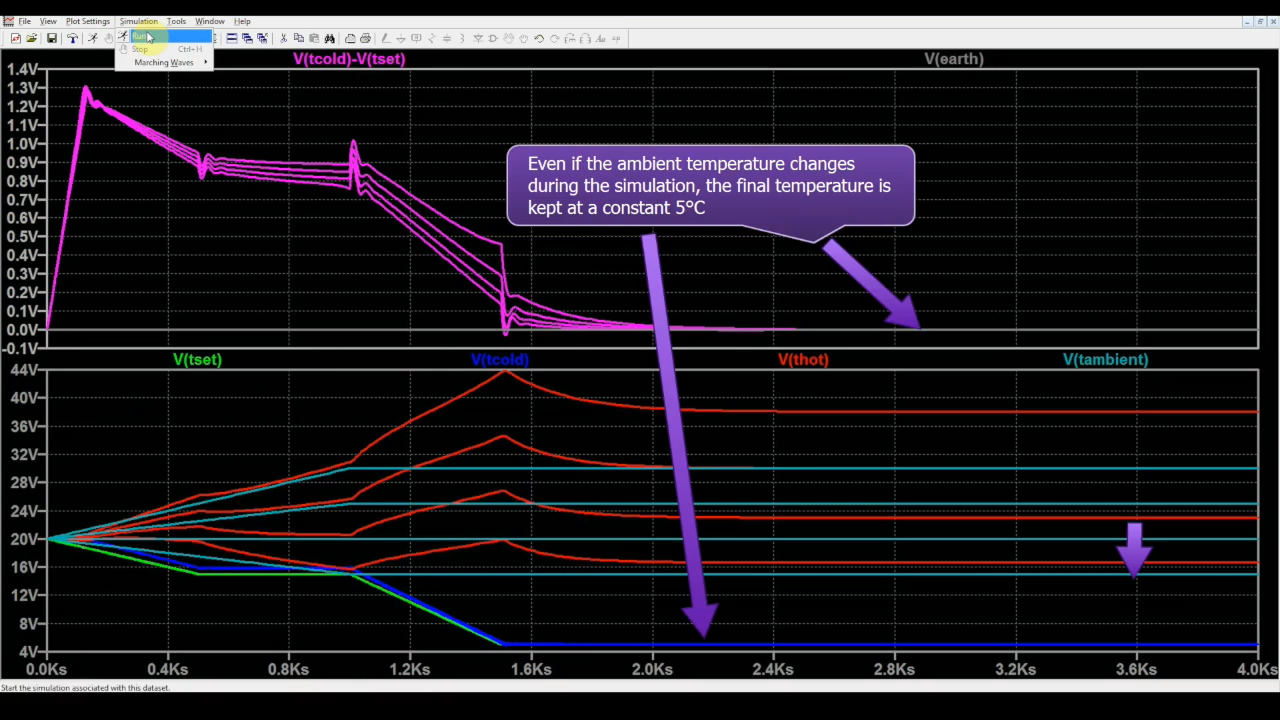 File View Plot Settings Simulation Tools Window Help
Run
Stop Ctrl+H
Marching Waves
V(tcold)-V(tset) V(earth)
1.4V
1.3V
1.2V
1.1V
1.0V
0.9V
0.8V
0.7V
0.6V
0.5V
0.4V
0.3V
0.2V
0.1V
0.0V
-0.1V
Even if the ambient temperature changes
during the simulation, the final temperature is
kept at a constant 5°C
V(tset) V(tcold) V(thot) V(tambient)
44V
40V
36V
32V
28V
24V
20V
16V
12V
8V
4V
0.0Ks 0.4Ks 0.8Ks 1.2Ks 1.6Ks 2.0Ks 2.4Ks 2.8Ks 3.2Ks 3.6Ks 4.0Ks
Start the simulation associated with this dataset.